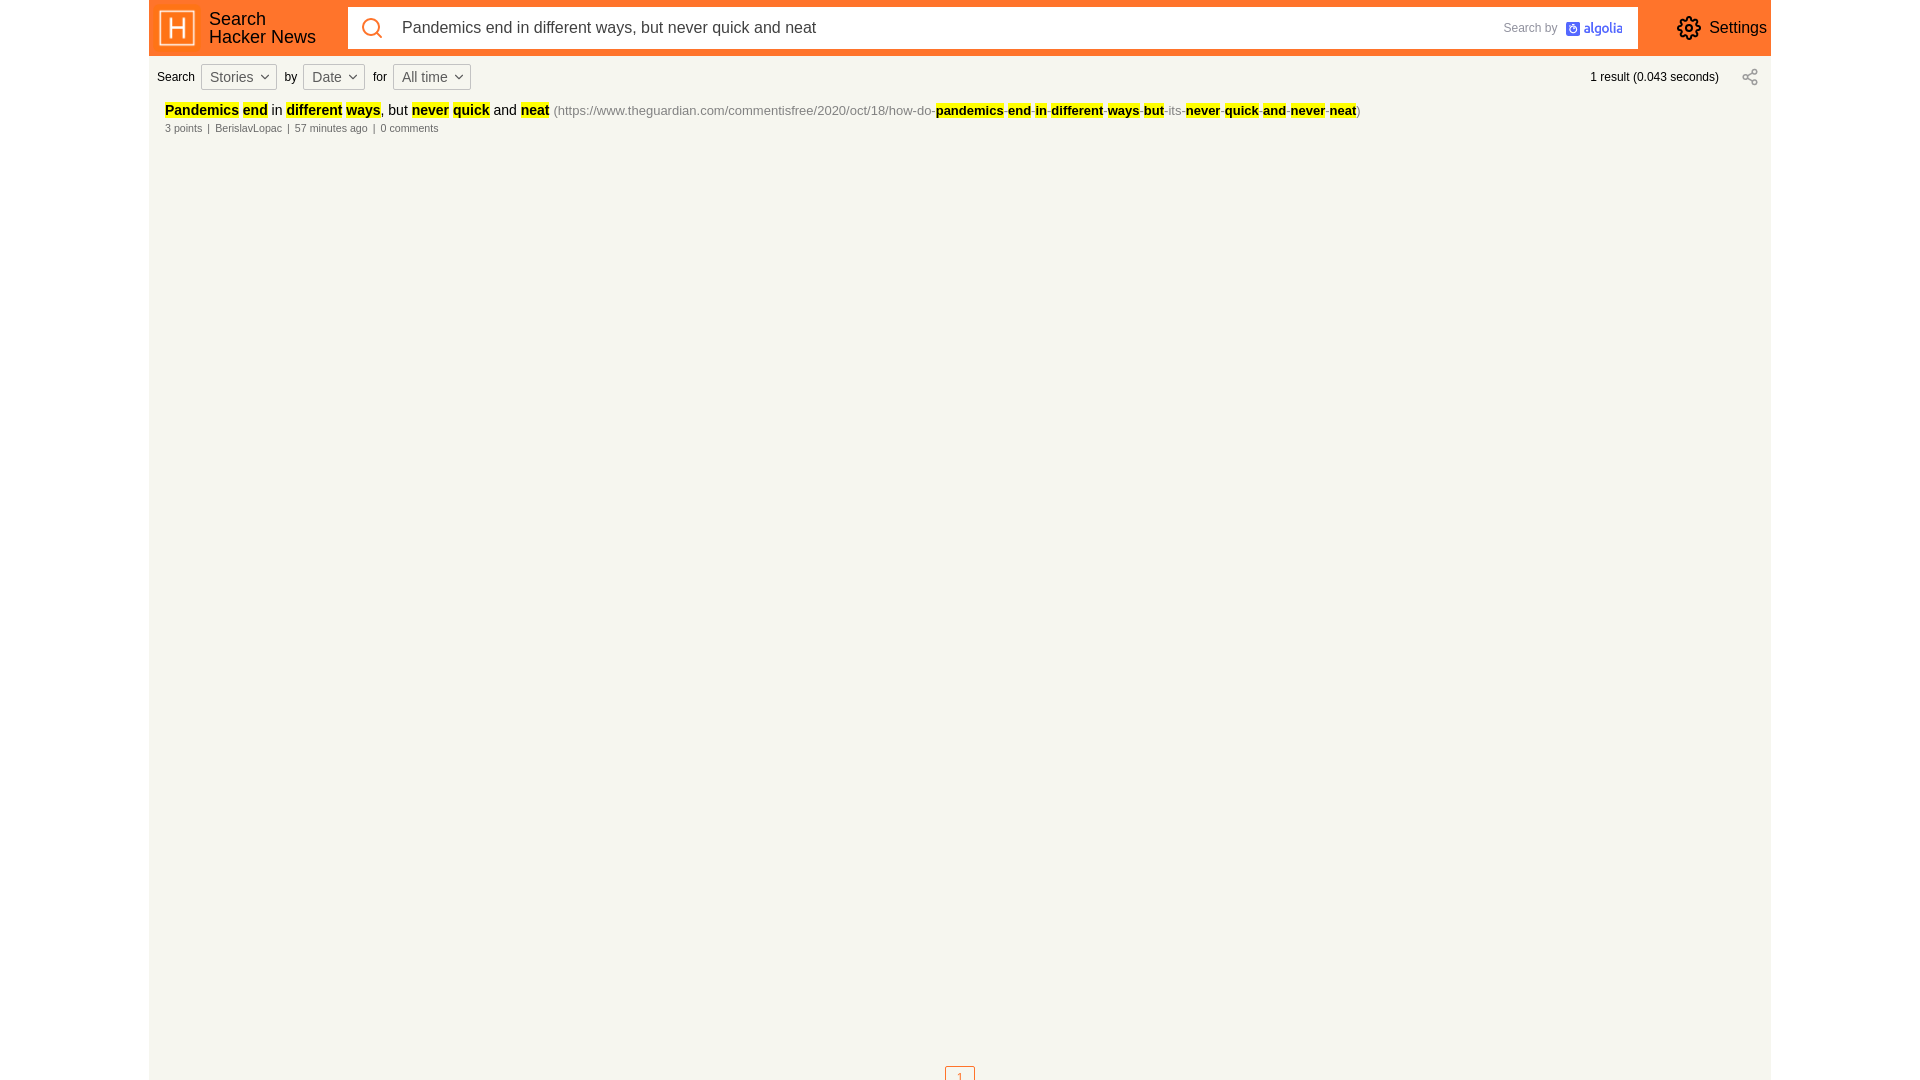 H
Search
Hacker News
Pandemics end in different ways, but never quick and neat
Search by algolia
Settings
Search Stories by Date for All time
1 result (0.043 seconds)
Pandemics end in different ways, but never quick and neat (https://www.theguardian.com/commentisfree/2020/oct/18/how-do-pandemics-end-in-different-ways-but-its-never-quick-and-never-neat)
3 points | BerislavLopac | 57 minutes ago | 0 comments
1